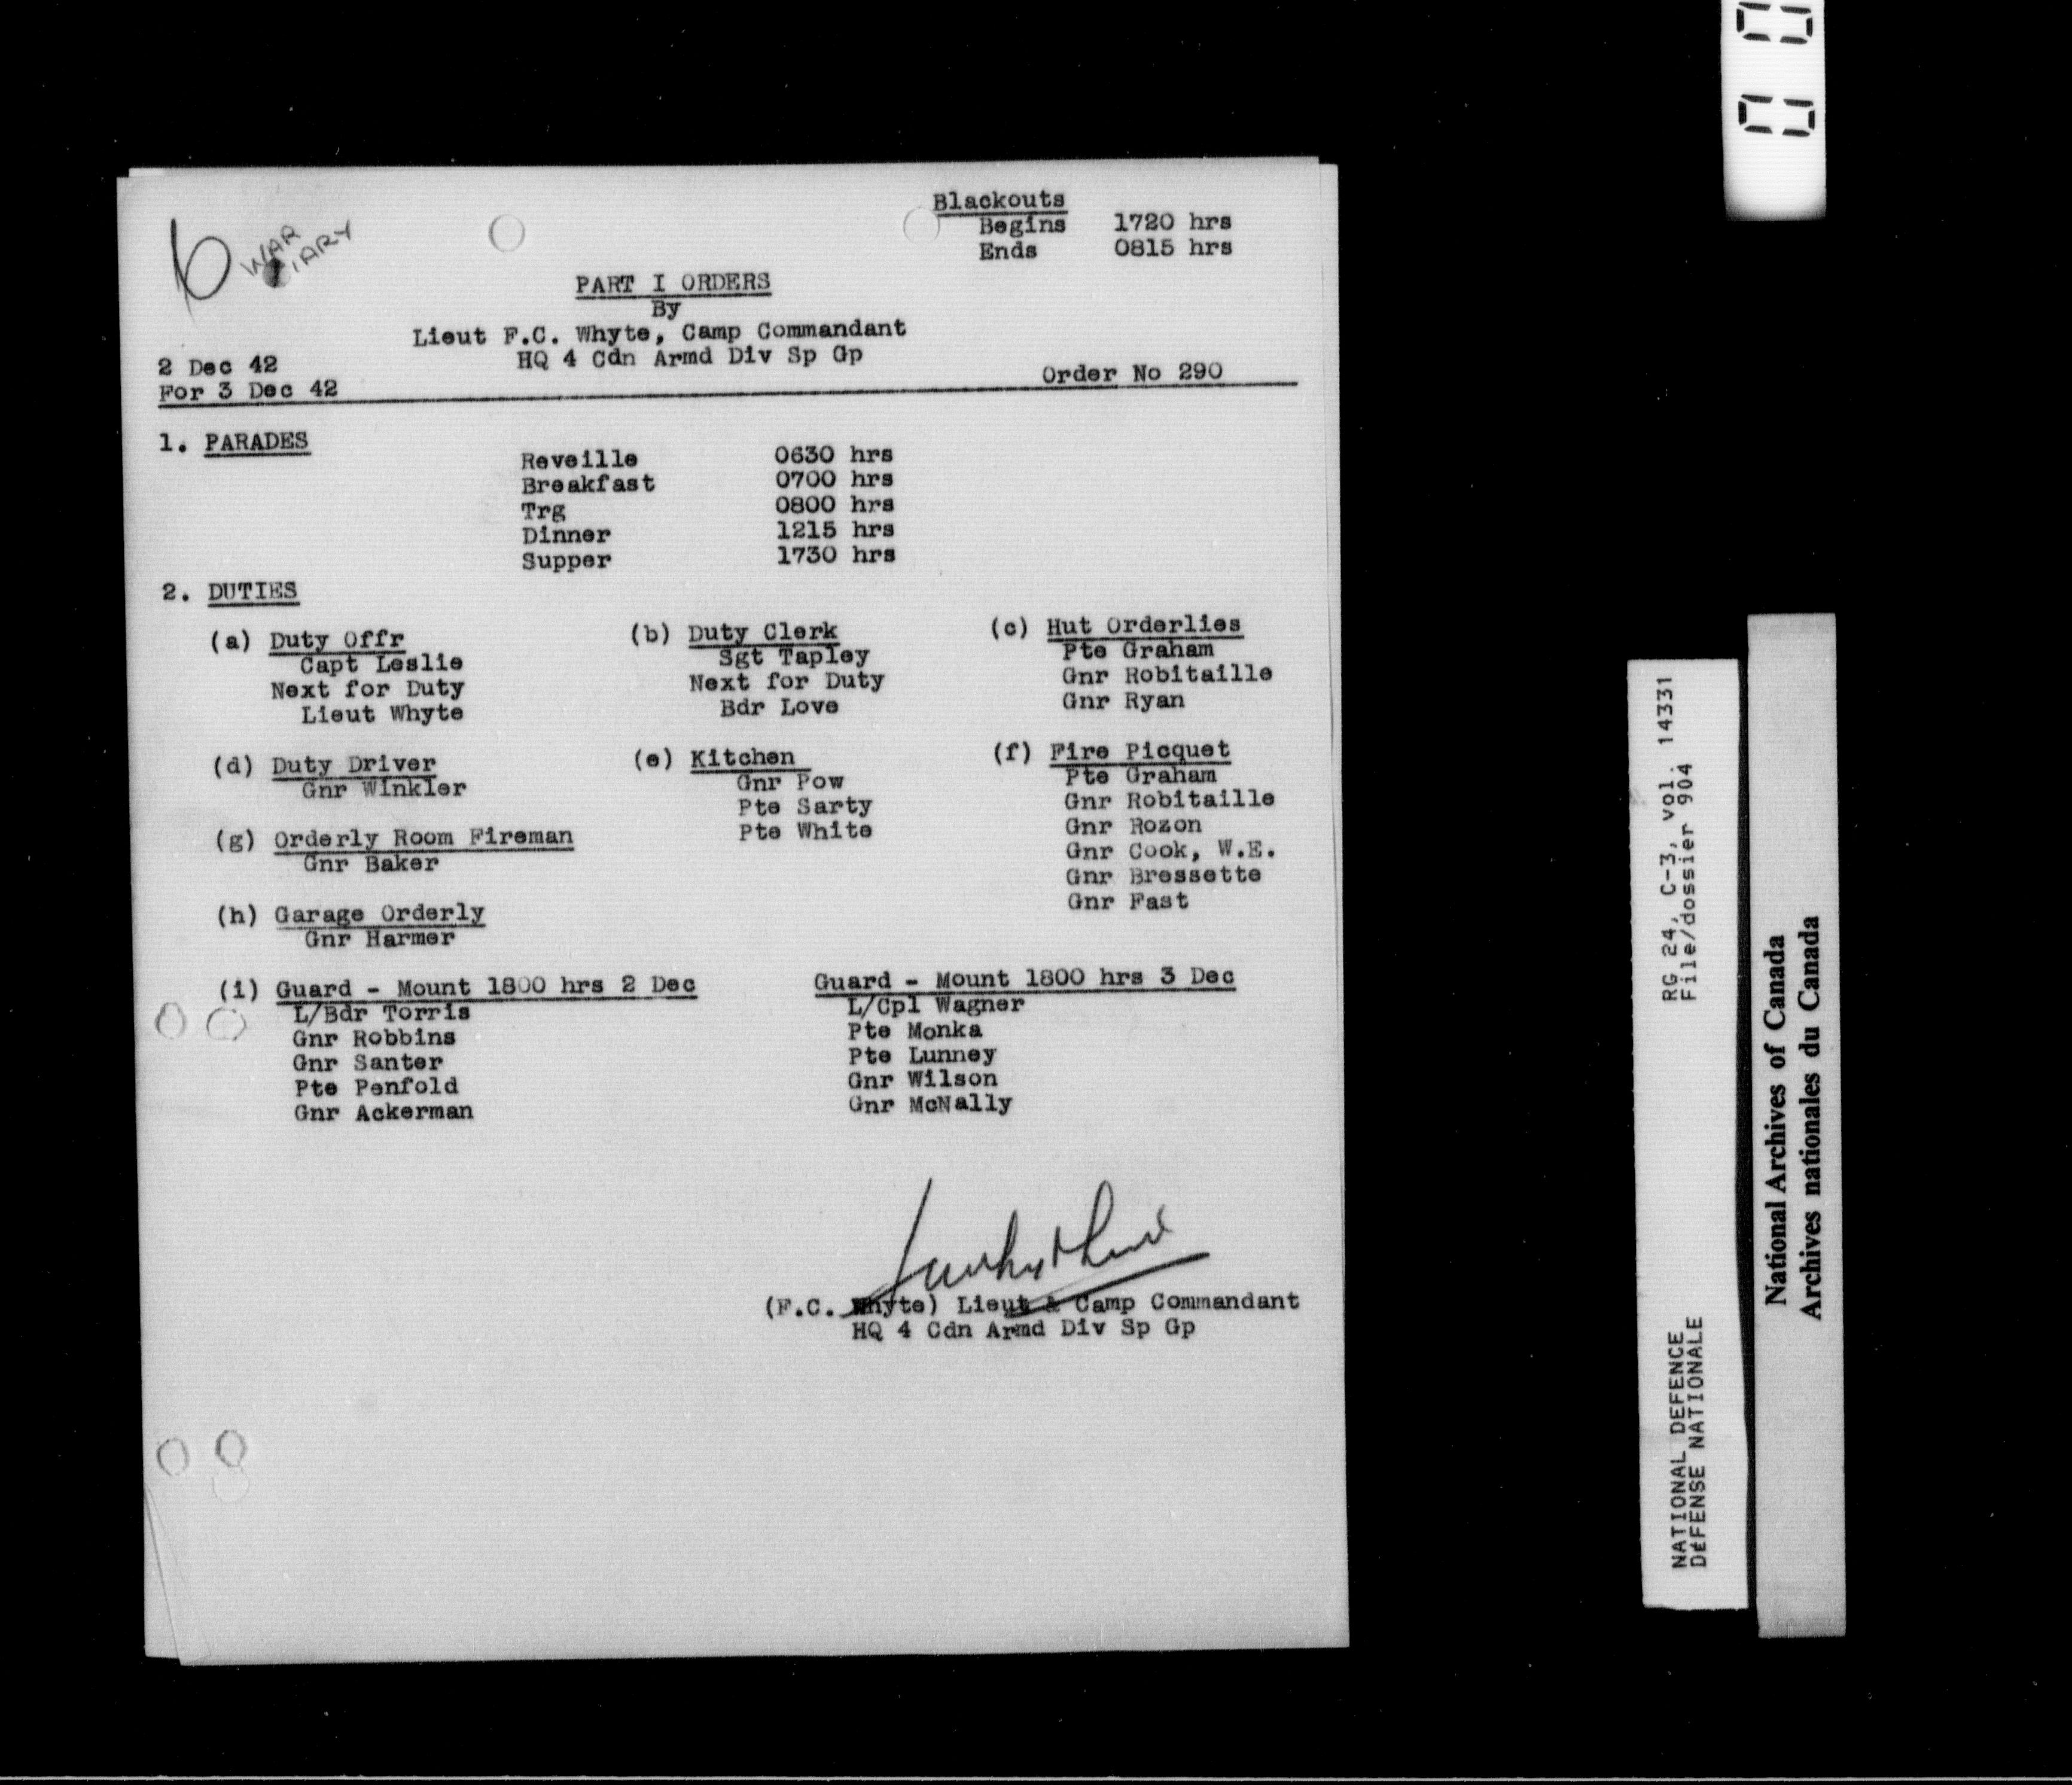 Blackouts
Begins 1720 hrs
Ends 0815 hrs
6
WAR
DIARY
PART I ORDERS
By
Lieut F.C. Whyte, Camp Commandant
HQ 4 Cdn Armd Div Sp Gp
2 Dec 42
For 3 Dec 42
Order No 290
1. PARADES
Reveille 0630 hrs
Breakfast 0700 hrs
Trg 0800 hrs
Dinner 1215 hrs
Supper 1730 hrs
2. DUTIES
(a) Duty Offr
Capt Leslie
Next for Duty
Lieut Whyte
(b) Duty Clerk
Sgt Tapley
Next for Duty
Bdr Love
(c) Hut Orderlies
Pte Graham
Gnr Robitaille
Gnr Ryan
(d) Duty Driver
Gnr Winkler
(e) Kitchen
Gnr Pow
Pte Sarty
Pte White
(f) Fire Picquet
Pte Graham
Gnr Robitaille
Gnr Rozon
Gnr Cook, W.E.
Gnr Bressette
Gnr Fast
(g) Orderly Room Fireman
Gnr Baker
(h) Garage Orderly
Gnr Harmer
(i) Guard - Mount 1800 hrs 2 Dec
L/Bdr Torris
Gnr Robbins
Gnr Santer
Pte Penfold
Gnr Ackerman
Guard - Mount 1800 hrs 3 Dec
L/Cpl Wagner
Pte Monka
Pte Lunney
Gnr Wilson
Gnr McNally
(F.C. Whyte) Lieut & Camp Commandant
HQ 4 Cdn Armd Div Sp Gp
NATIONAL DEFENCE
DÉFENSE NATIONALE
RG 24, C-3, vol. 14331
File/dossier 904
National Archives of Canada
Archives nationales du Canada